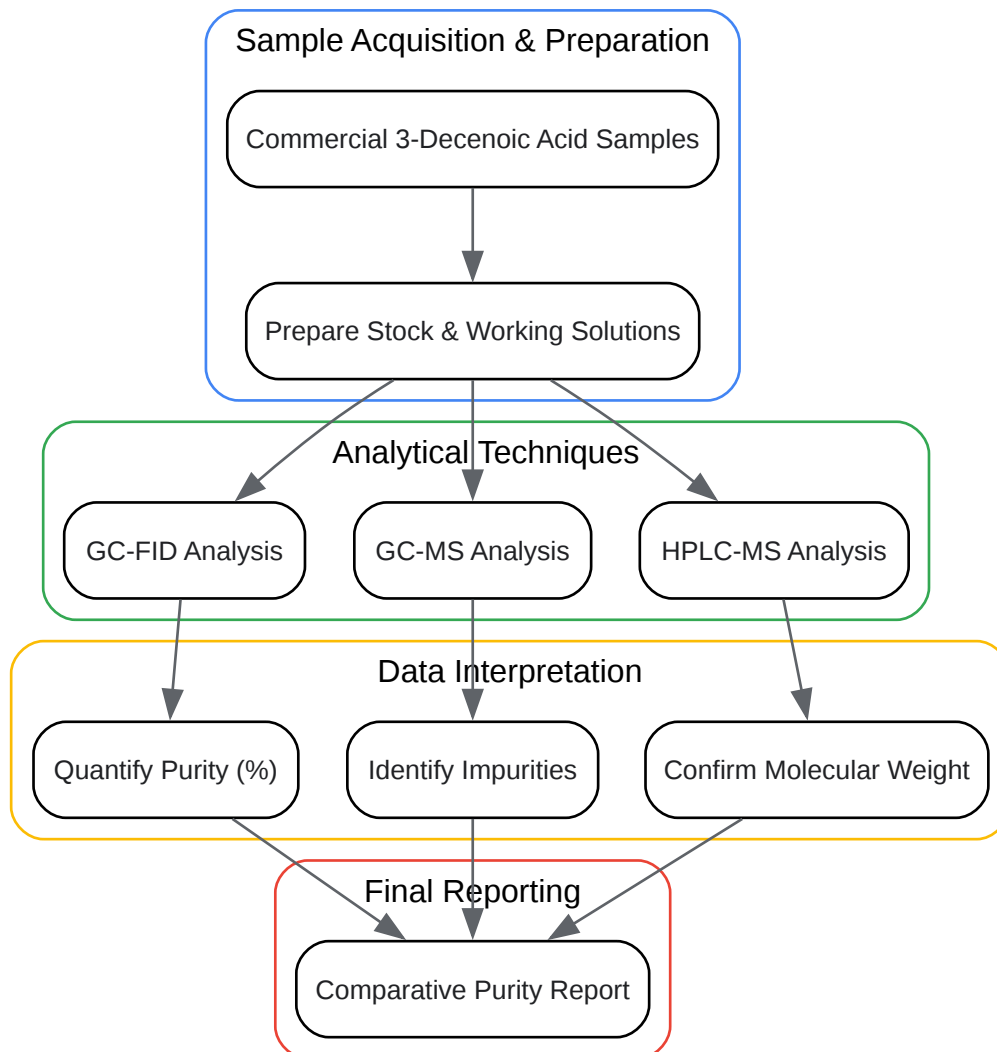 Sample Acquisition & Preparation
Commercial 3-Decenoic Acid Samples
Prepare Stock & Working Solutions
Analytical Techniques
GC-FID Analysis
GC-MS Analysis
HPLC-MS Analysis
Data Interpretation
Quantify Purity (%)
Identify Impurities
Confirm Molecular Weight
Final Reporting
Comparative Purity Report